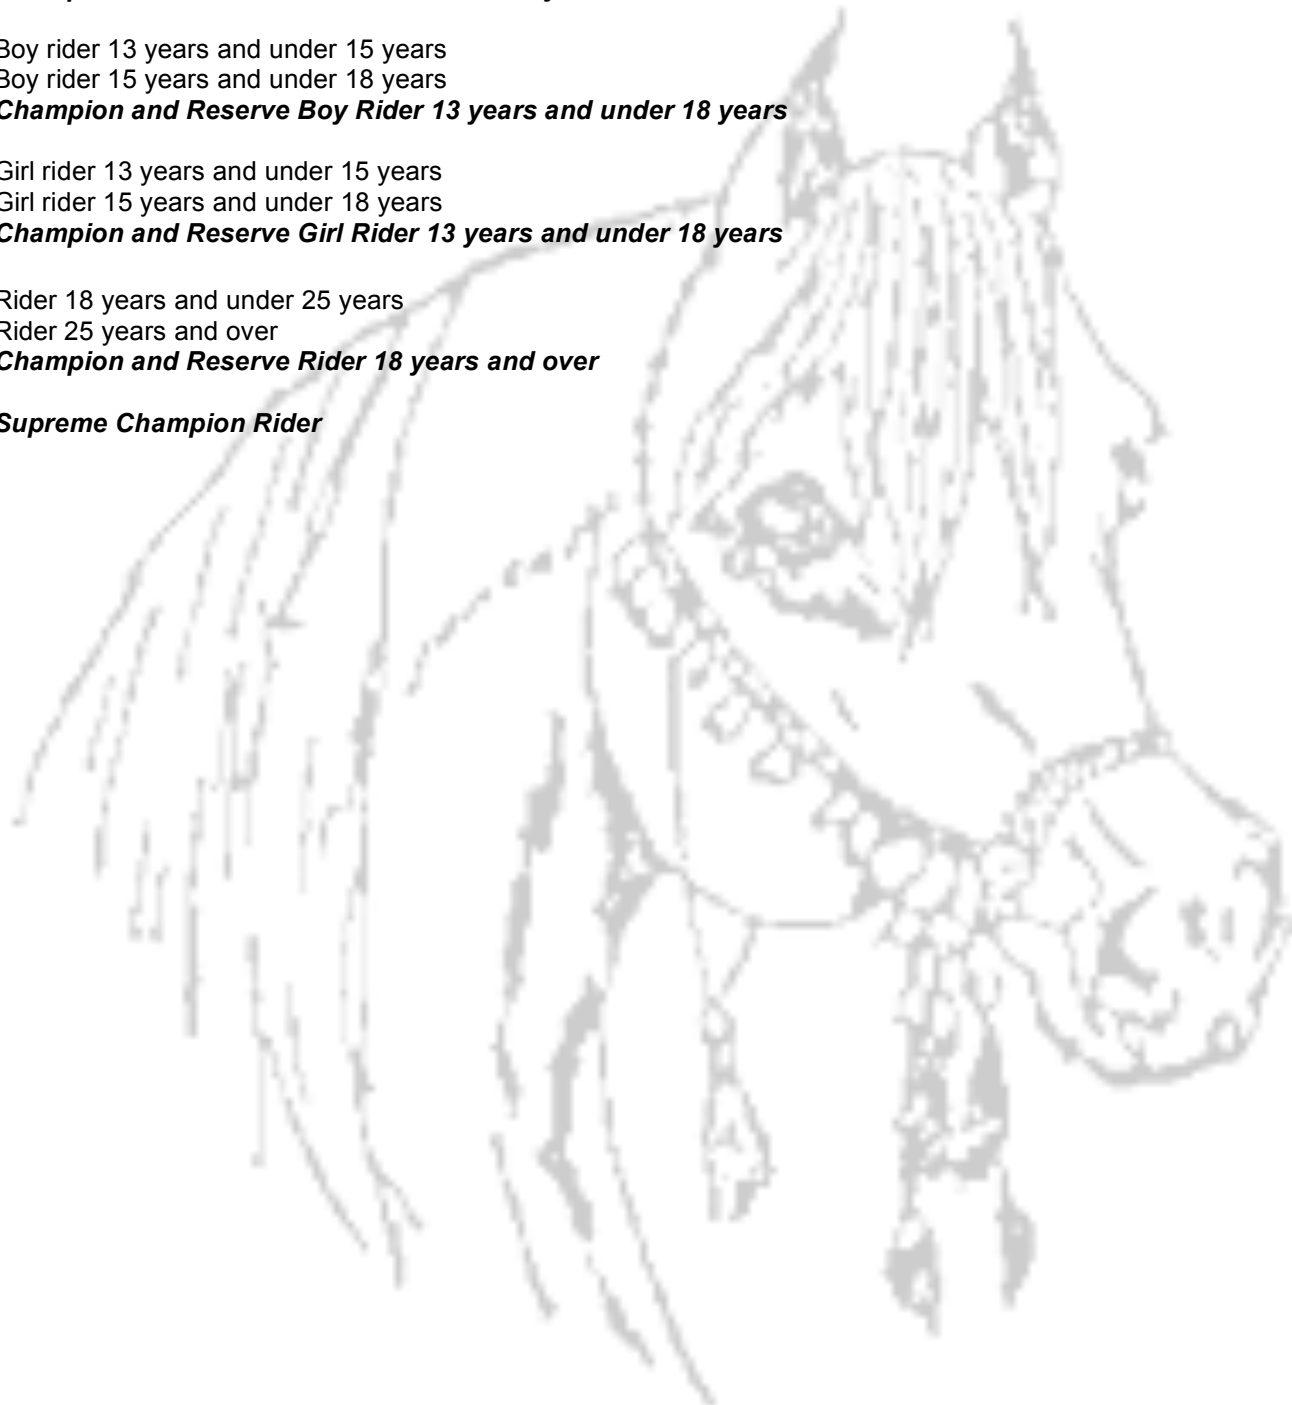 Boy rider 13 years and under 15 years
Boy rider 15 years and under 18 years
Champion and Reserve Boy Rider 13 years and under 18 years
Girl rider 13 years and under 15 years
Girl rider 15 years and under 18 years
Champion and Reserve Girl Rider 13 years and under 18 years
Rider 18 years and under 25 years
Rider 25 years and over
Champion and Reserve Rider 18 years and over
Supreme Champion Rider